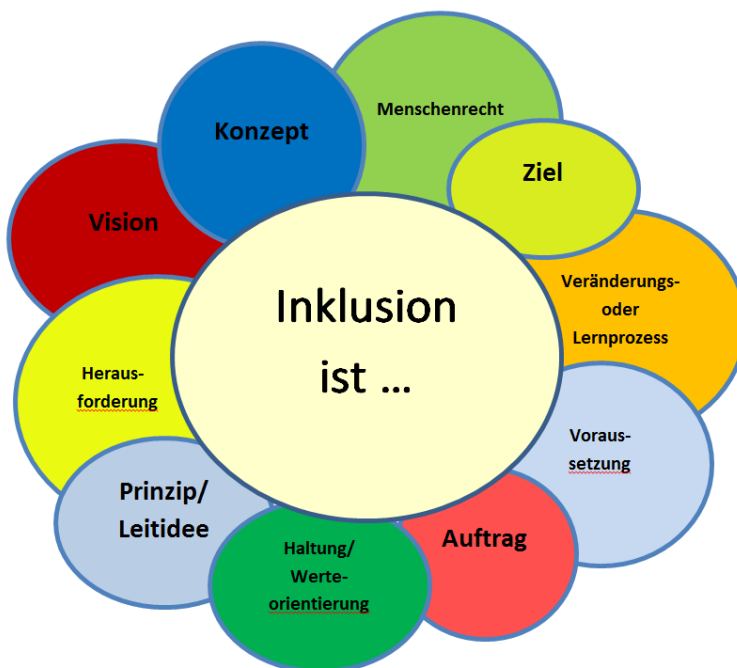 Inklusion
ist ...
Konzept
Menschenrecht
Ziel
Veränderungs-
oder
Lernprozess
Voraus-
setzung
Auftrag
Haltung/
Werte-
orientierung
Prinzip/
Leitidee
Heraus-
forderung
Vision